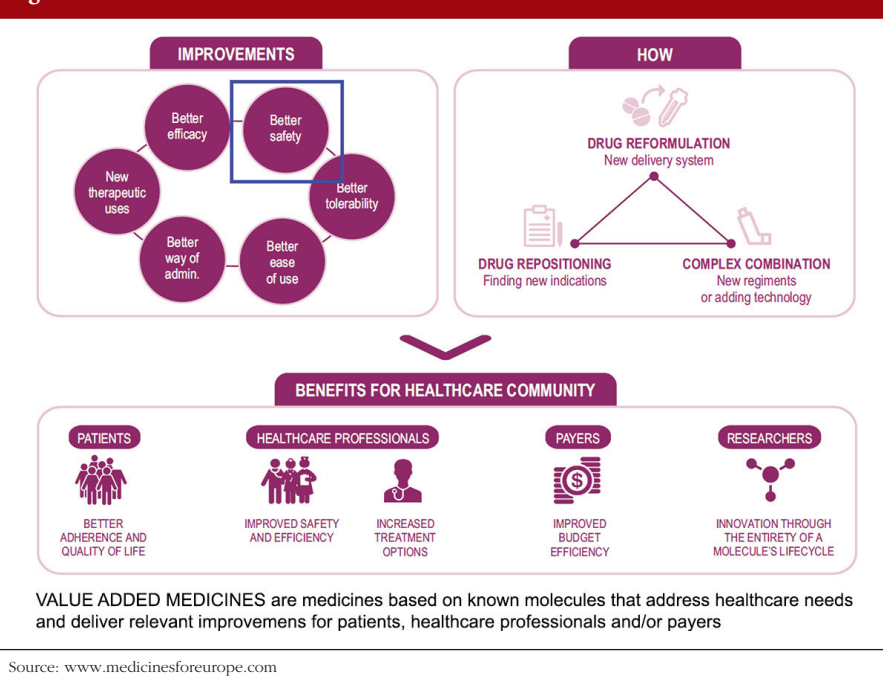 IMPROVEMENTS
Better
efficacy
Better
safety
New
therapeutic
uses
Better
tolerability
Better
way of
admin.
Better
ease
of use
HOW
DRUG REFORMULATION
New delivery system
DRUG REPOSITIONING
Finding new indications
COMPLEX COMBINATION
New regiments
or adding technology
BENEFITS FOR HEALTHCARE COMMUNITY
PATIENTS
BETTER
ADHERENCE AND
QUALITY OF LIFE
HEALTHCARE PROFESSIONALS
IMPROVED SAFETY
AND EFFICIENCY
INCREASED
TREATMENT
OPTIONS
PAYERS
$
IMPROVED
BUDGET
EFFICIENCY
RESEARCHERS
INNOVATION THROUGH
THE ENTIRETY OF A
MOLECULE'S LIFECYCLE
VALUE ADDED MEDICINES are medicines based on known molecules that address healthcare needs
and deliver relevant improvemens for patients, healthcare professionals and/or payers
Source: www.medicinesforeurope.com